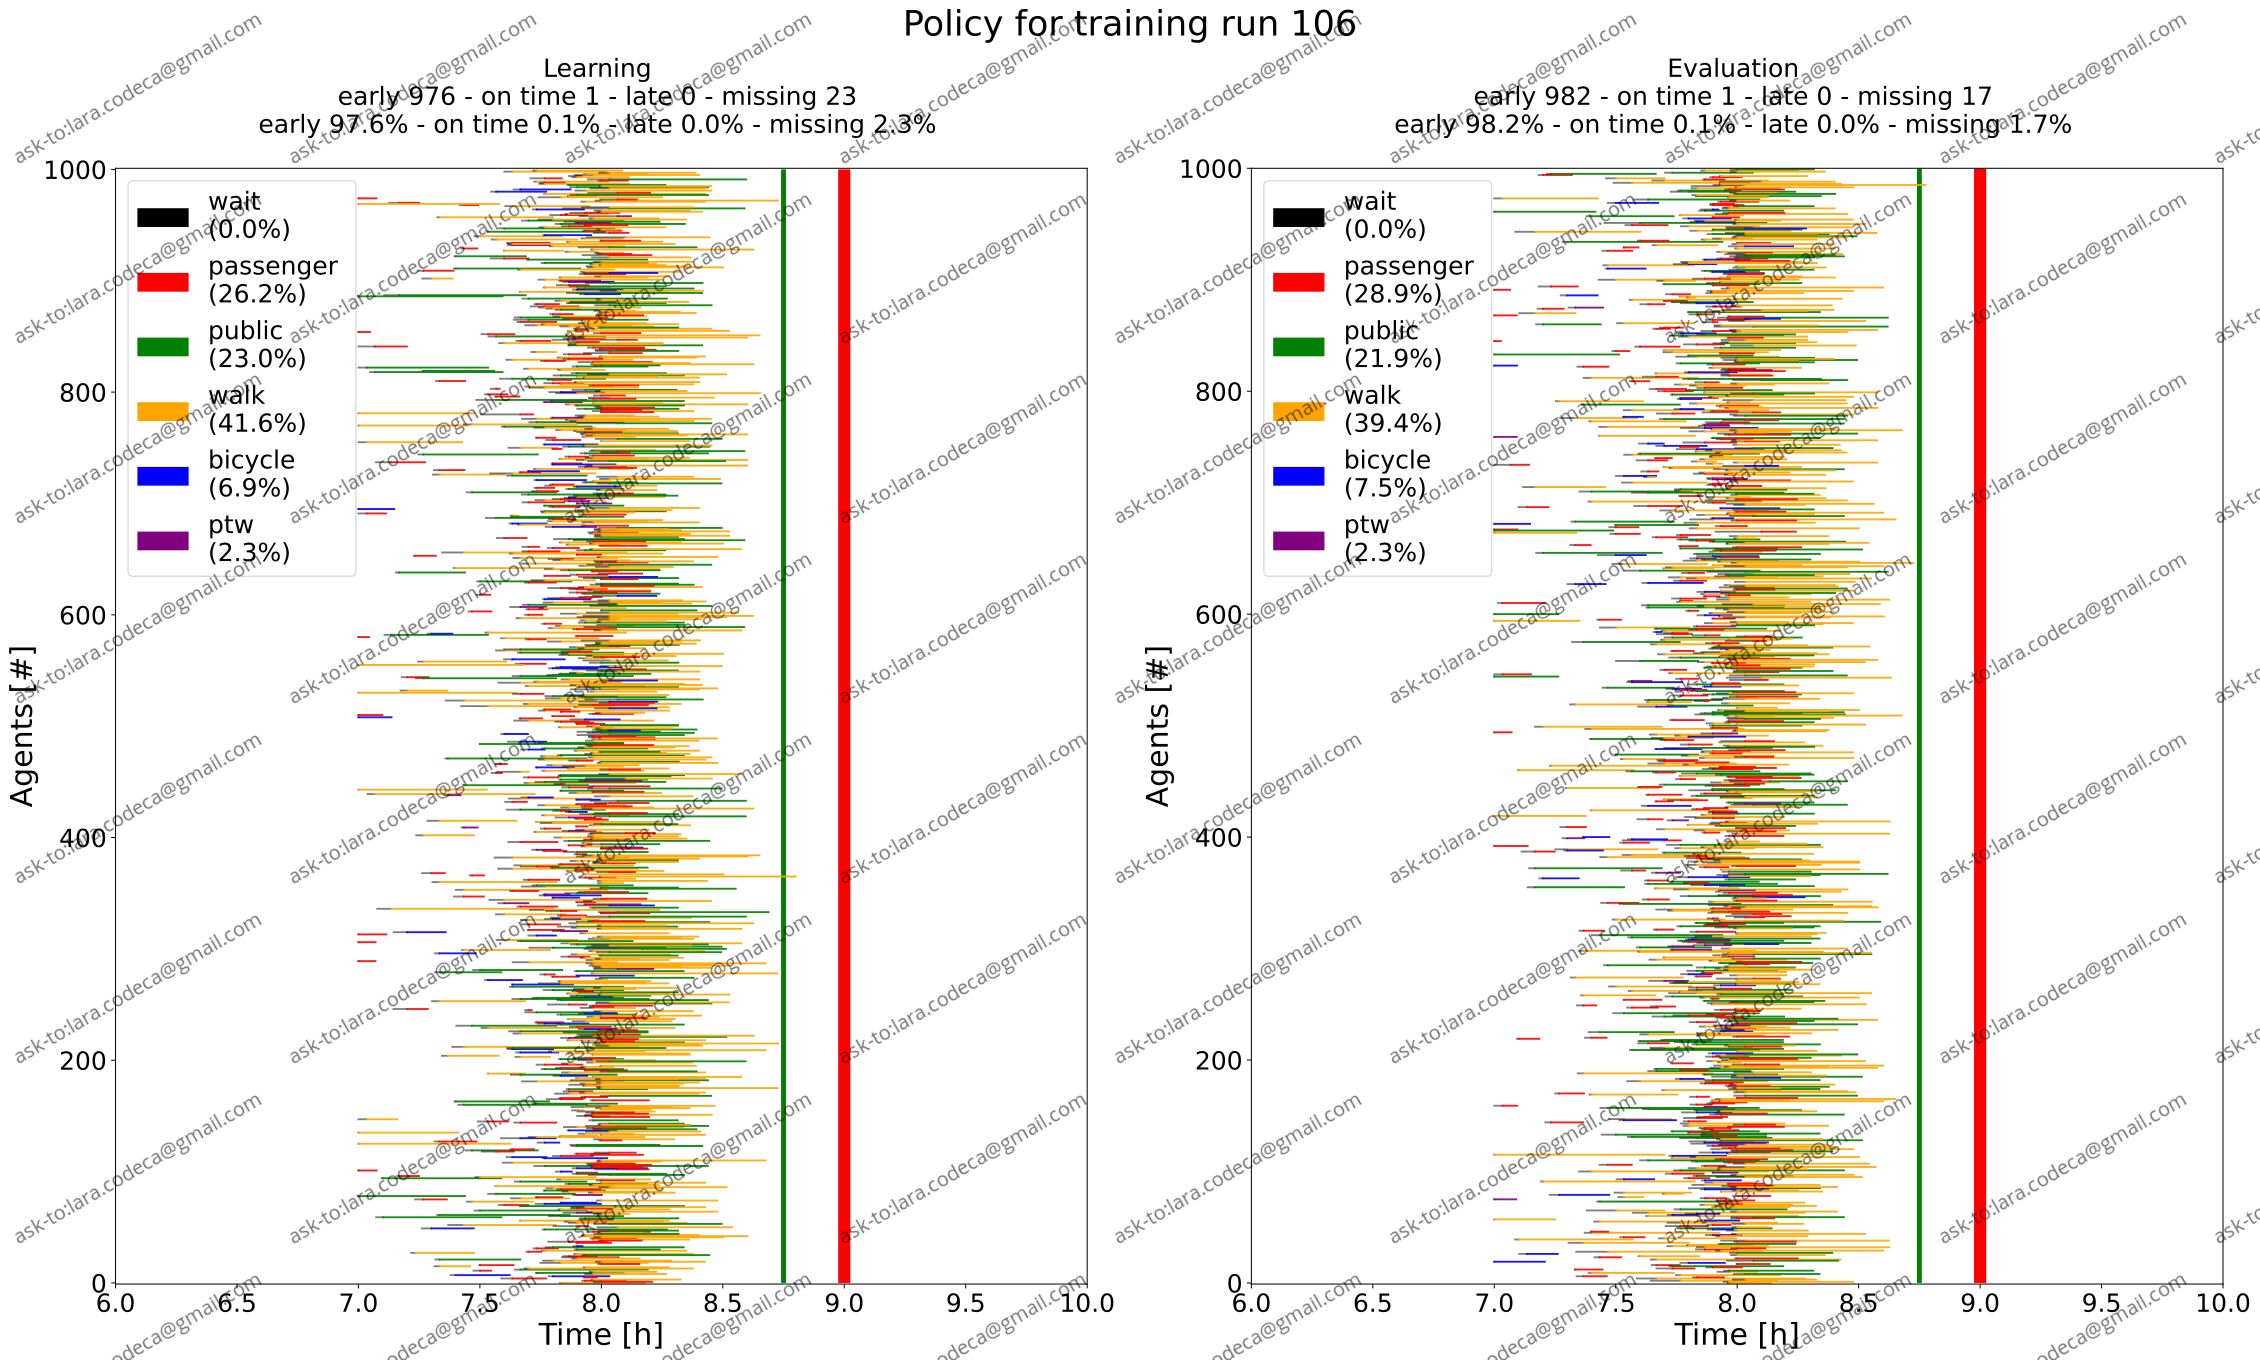 Policy for training run 106
Learning
early 976 - on time 1 - late 0 - missing 23
early 97.6% - on time 0.1% - late 0.0% - missing 2.3%
1000
800
600
400
200
0
Agents [#]
wait
(0.0%)
passenger
(26.2%)
public
(23.0%)
walk
(41.6%)
bicycle
(6.9%)
ptw
(2.3%)
6.0 6.5 7.0 7.5 8.0 8.5 9.0 9.5 10.0
Time [h]
Evaluation
early 982 - on time 1 - late 0 - missing 17
early 98.2% - on time 0.1% - late 0.0% - missing 1.7%
1000
800
600
400
200
0
Agents [#]
wait
(0.0%)
passenger
(28.9%)
public
(21.9%)
walk
(39.4%)
bicycle
(7.5%)
ptw
(2.3%)
6.0 6.5 7.0 7.5 8.0 8.5 9.0 9.5 10.0
Time [h]
ask-to:lara.codeca@gmail.com